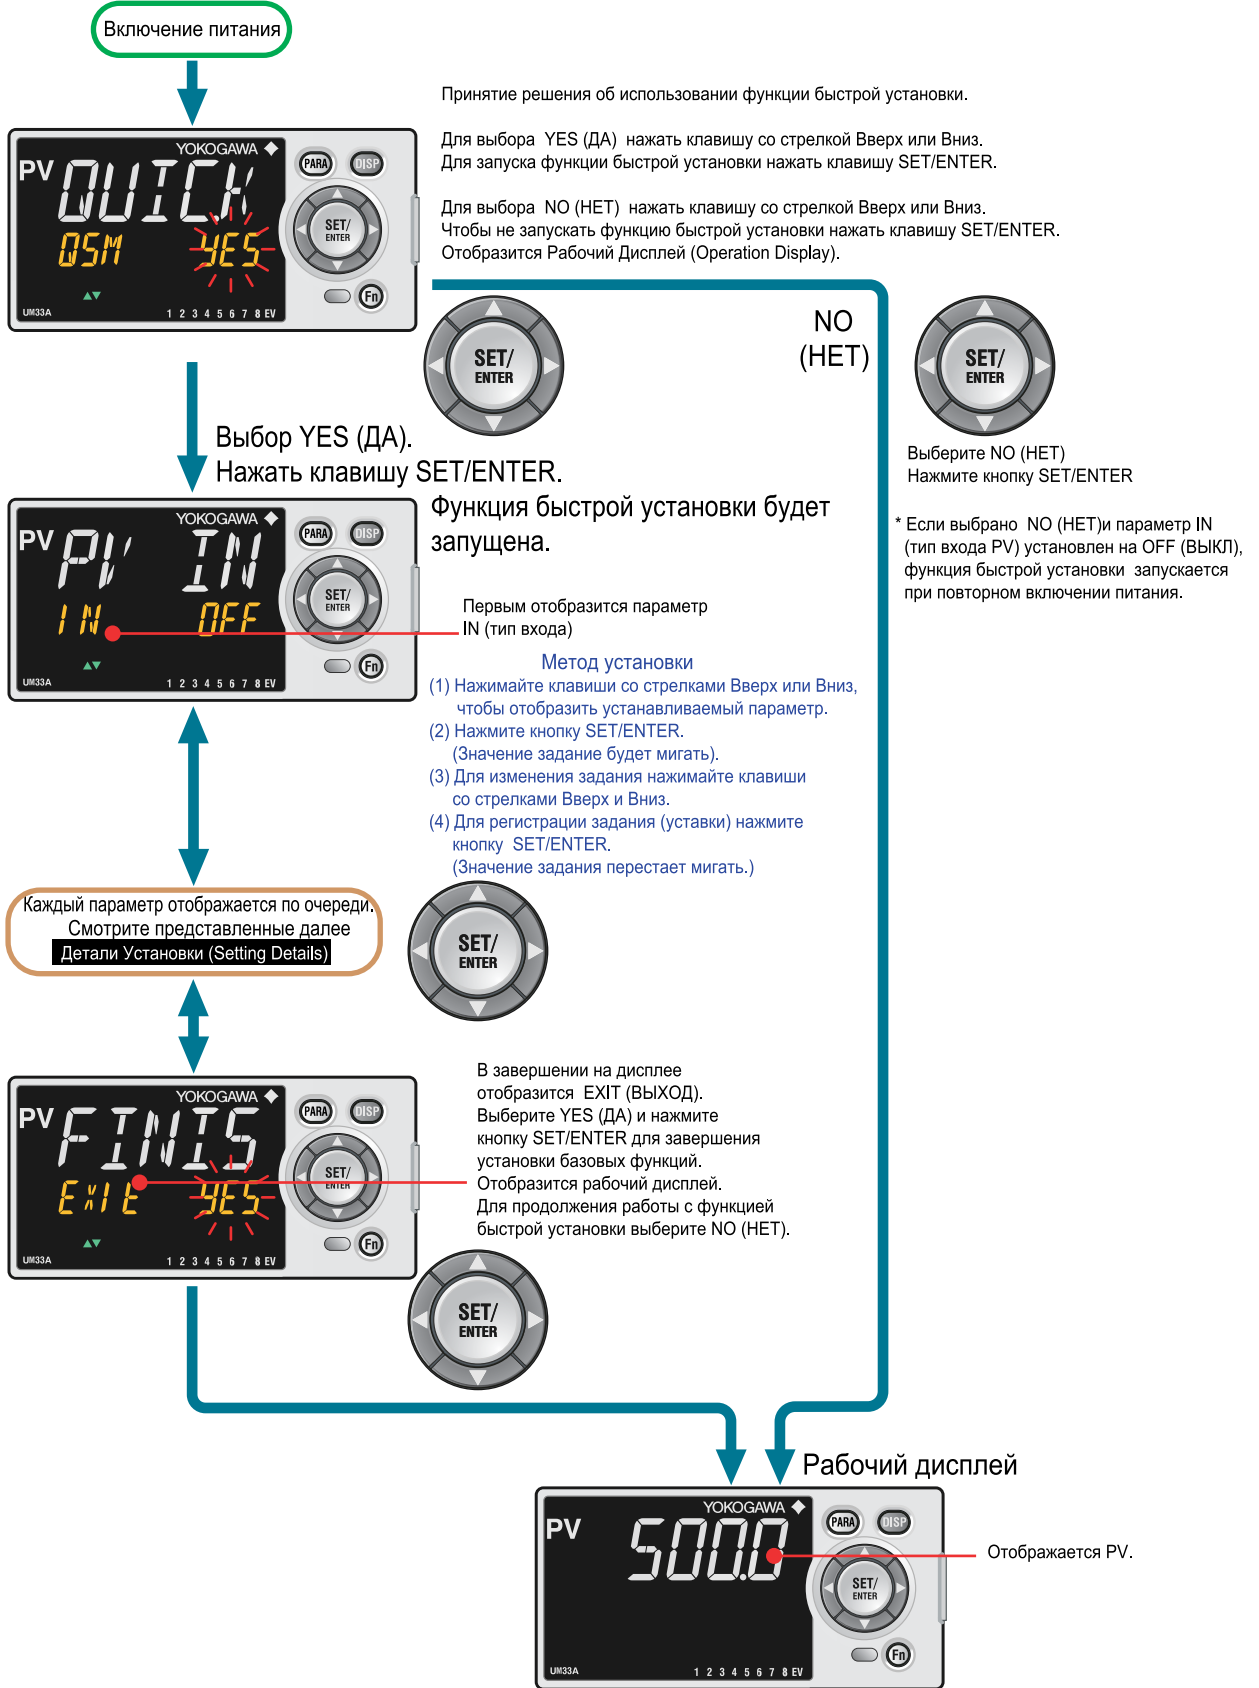 Включение питания
Принятие решения об использовании функции быстрой установки.
Для выбора YES (ДА) нажать клавишу со стрелкой Вверх или Вниз.
Для запуска функции быстрой установки нажать клавишу SET/ENTER.
Для выбора NO (НЕТ) нажать клавишу со стрелкой Вверх или Вниз.
Чтобы не запускать функцию быстрой установки нажать клавишу SET/ENTER.
Отобразится Рабочий Дисплей (Operation Display).
YOKOGAWA
PV QUICK
QSM YES
UM33A
1 2 3 4 5 6 7 8 EV
PARA DISP
SET/
ENTER
Fn
SET/
ENTER
NO
(НЕТ)
SET/
ENTER
Выберите NO (НЕТ)
Нажмите кнопку SET/ENTER
* Если выбрано NO (НЕТ)и параметр IN
(тип входа PV) установлен на OFF (ВЫКЛ),
функция быстрой установки запускается
при повторном включении питания.
Выбор YES (ДА).
Нажать клавишу SET/ENTER.
Функция быстрой установки будет
запущена.
YOKOGAWA
PV PV IN
IN OFF
UM33A
1 2 3 4 5 6 7 8 EV
PARA DISP
SET/
ENTER
Fn
Первым отобразится параметр
IN (тип входа)
Метод установки
(1) Нажимайте клавиши со стрелками Вверх или Вниз,
чтобы отобразить устанавливаемый параметр.
(2) Нажмите кнопку SET/ENTER.
(Значение задание будет мигать).
(3) Для изменения задания нажимайте клавиши
со стрелками Вверх и Вниз.
(4) Для регистрации задания (уставки) нажмите
кнопку SET/ENTER.
(Значение задания перестает мигать.)
Каждый параметр отображается по очереди.
Смотрите представленные далее
Детали Установки (Setting Details)
SET/
ENTER
YOKOGAWA
PV FINIS
EXIt YES
UM33A
1 2 3 4 5 6 7 8 EV
PARA DISP
SET/
ENTER
Fn
В завершении на дисплее
отобразится EXIT (ВЫХОД).
Выберите YES (ДА) и нажмите
кнопку SET/ENTER для завершения
установки базовых функций.
Отобразится рабочий дисплей.
Для продолжения работы с функцией
быстрой установки выберите NO (НЕТ).
SET/
ENTER
Рабочий дисплей
YOKOGAWA
PV 500.0
UM33A
1 2 3 4 5 6 7 8 EV
PARA DISP
SET/
ENTER
Fn
Отображается PV.